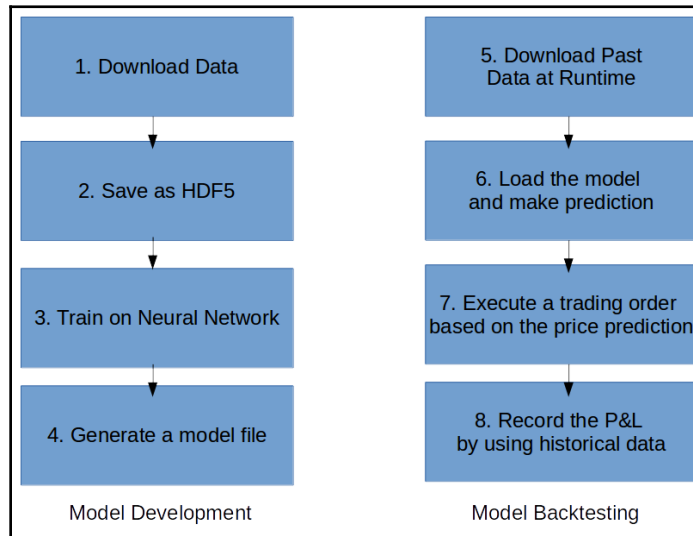 1. Download Data
2. Save as HDF5
3. Train on Neural Network
4. Generate a model file
Model Development
5. Download Past
Data at Runtime
6. Load the model
and make prediction
7. Execute a trading order
based on the price prediction
8. Record the P&L
by using historical data
Model Backtesting